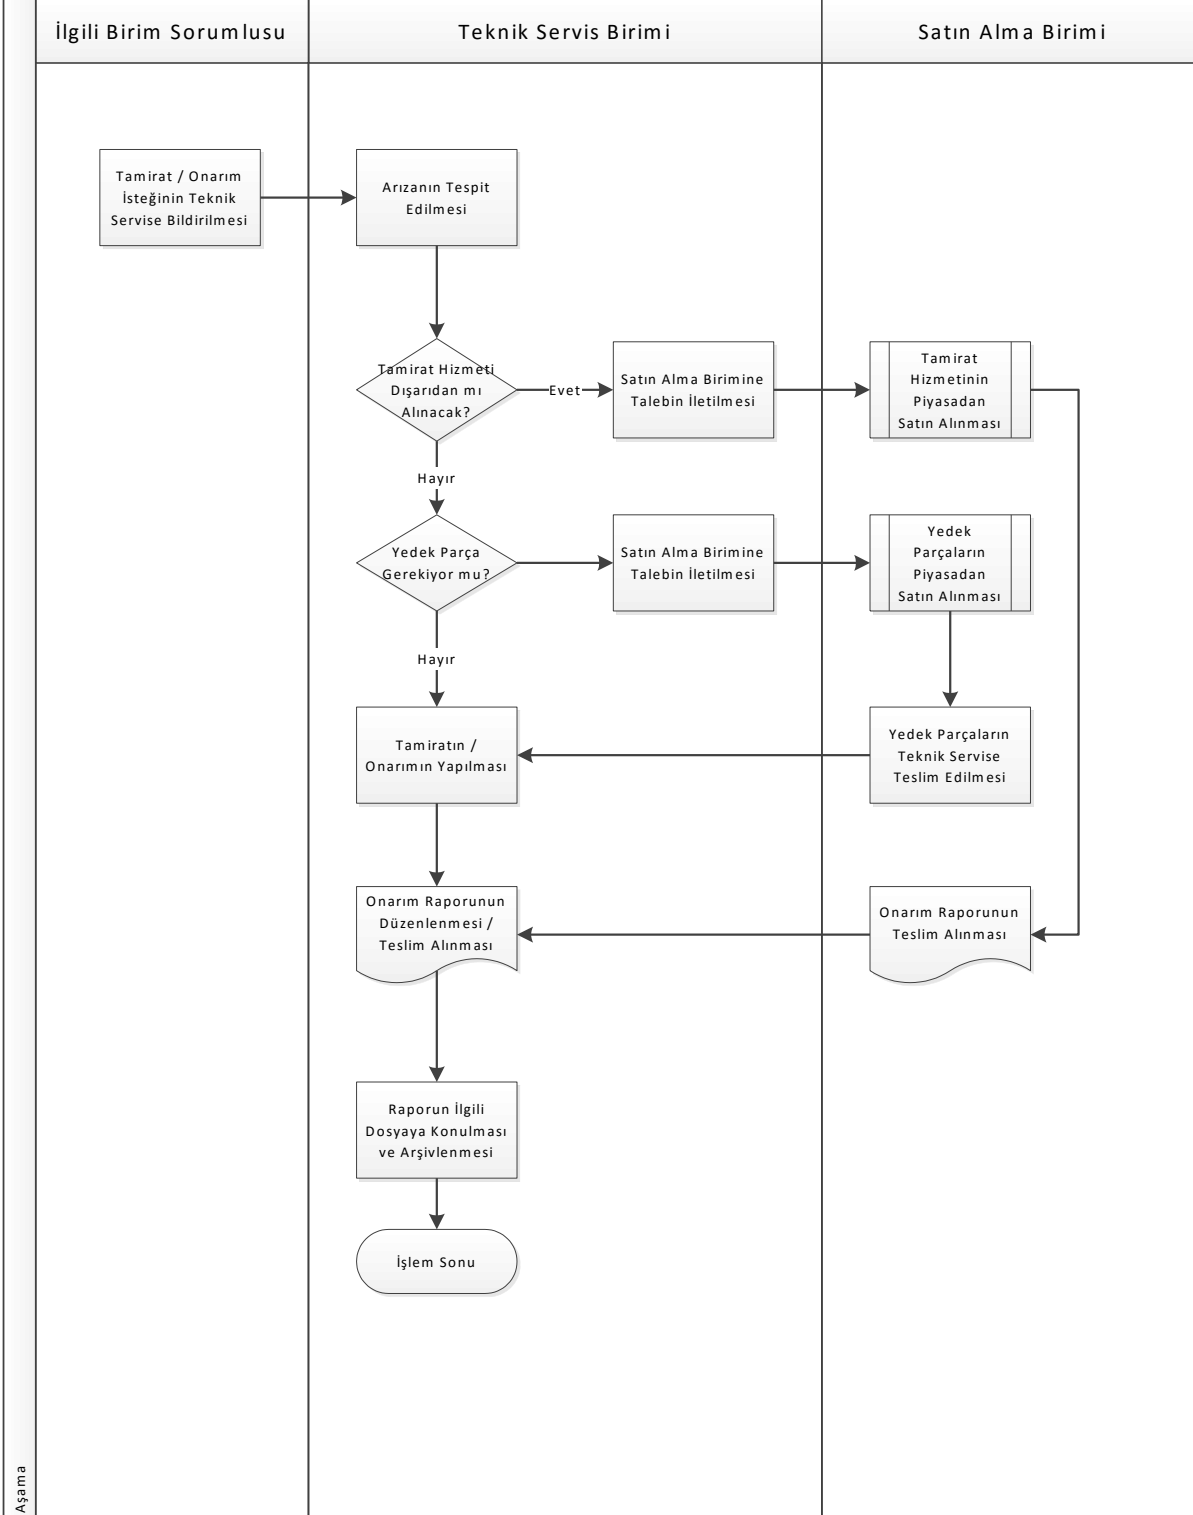 İlgili Birim Sorumlusu
Teknik Servis Birimi
Satın Alma Birimi
Tamirat / Onarım
İsteğinin Teknik
Servise Bildirilmesi
Arızanın Tespit
Edilmesi
Tamirat Hizmeti
Dışarıdan mı
Alınacak?
Evet
Satın Alma Birimine
Talebin İletilmesi
Tamirat
Hizmetinin
Piyasadan
Satın Alınması
Hayır
Yedek Parça
Gerekiyor mu?
Satın Alma Birimine
Talebin İletilmesi
Yedek
Parçaların
Piyasadan
Satın Alınması
Hayır
Tamiratın /
Onarımın Yapılması
Yedek Parçaların
Teknik Servise
Teslim Edilmesi
Onarım Raporunun
Düzenlenmesi /
Teslim Alınması
Onarım Raporunun
Teslim Alınması
Raporun İlgili
Dosyaya Konulması
ve Arşivlenmesi
İşlem Sonu
Aşama